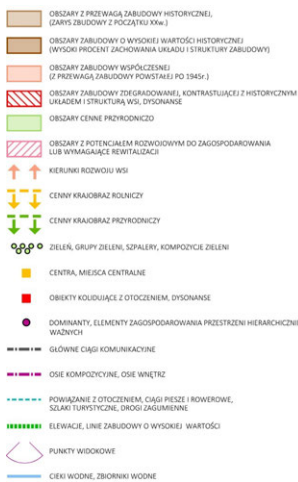 OBSZARY Z PRZEWAGĄ ZABUDOWY HISTORYCZNEJ,
(ZARYS ZBUDOWY Z POCZĄTKU XXw.)
OBSZARY ZABUDOWY O WYSOKIEJ WARTOŚCI HISTORYCZNEJ
(WYSOKI PROCENT ZACHOWANIA UKŁADU I STRUKTURY ZABUDOWY)
OBSZARY ZABUDOWY WSPÓŁCZESNEJ
(Z PRZEWAGĄ ZABUDOWY POWSTAŁEJ PO 1945r.)
OBSZARY ZABUDOWY ZDEGRADOWANEJ, KONTRASTUJĄCEJ Z HISTORYCZNYM
UKŁADEM I STRUKTURĄ WSI, DYSONANSE
OBSZARY CENNE PRZYRODNICZO
OBSZARY Z POTENCJAŁEM ROZWOJOWYM DO ZAGOSPODAROWANIA
LUB WYMAGAJĄCE REWITALIZACJI
KIERUNKI ROZWOJU WSI
CENNY KRAJOBRAZ ROLNICZY
CENNY KRAJOBRAZ PRZYRODNICZY
ZIELEŃ, GRUPY ZIELENI, SZPALERY, KOMPOZYCJE ZIELENI
CENTRA, MIEJSCA CENTRALNE
OBIEKTY KOLIDUJĄCE Z OTOCZENIEM, DYSONANSE
DOMINANTY, ELEMENTY ZAGOSPODAROWANIA PRZESTRZENI HIERARCHICZNIE
WAŻNYCH
GŁÓWNE CIĄGI KOMUNIKACYJNE
OSIE KOMPOZYCYJNE, OSIE WNĘTRZ
POWIĄZANIE Z OTOCZENIEM, CIĄGI PIESZE I ROWEROWE,
SZLAKI TURYSTYCZNE, DROGI ZAGUMIENNE
ELEWACJE, LINIE ZABUDOWY O WYSOKIEJ WARTOŚCI
PUNKTY WIDOKOWE
CIEKI WODNE, ZBIORNIKI WODNE